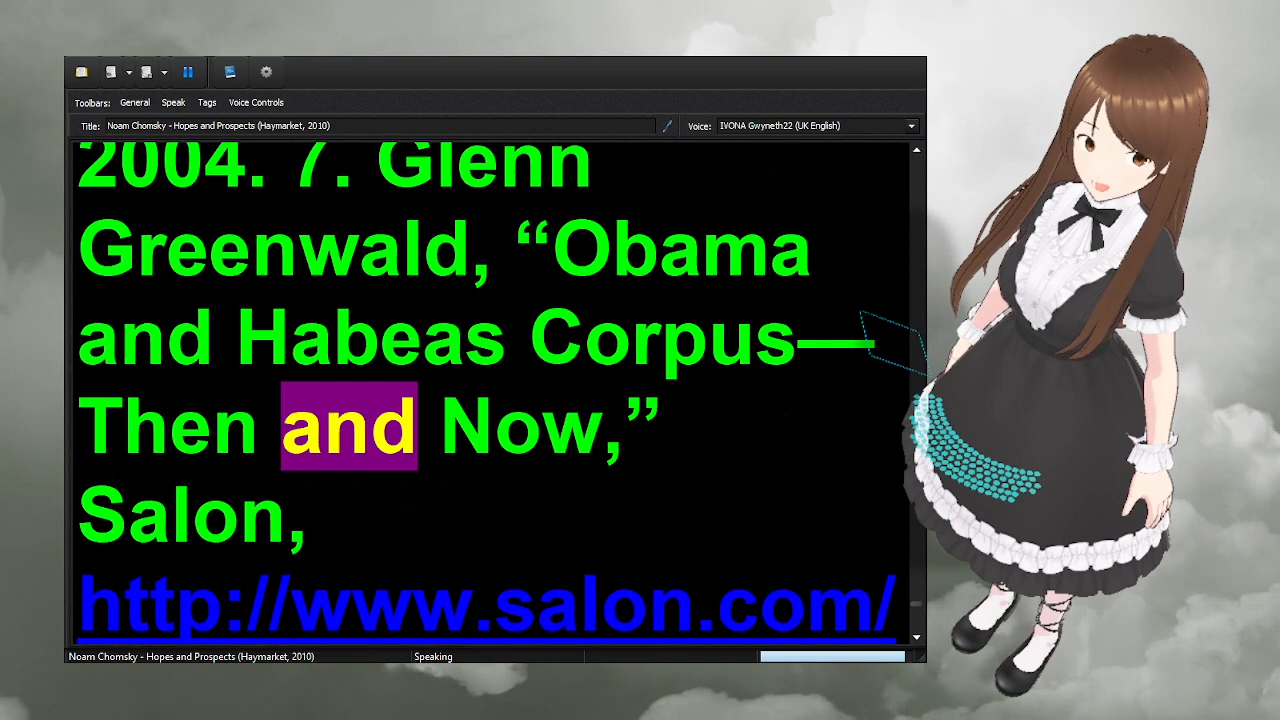 Toolbars: General Speak Tags Voice Controls
Title: Noam Chomsky - Hopes and Prospects (Haymarket, 2010) Voice: IVONA Gwyneth22 (UK English)
2004. 7. Glenn
Greenwald, “Obama
and Habeas Corpus—
Then and Now,”
Salon,
http://www.salon.com/
Noam Chomsky - Hopes and Prospects (Haymarket, 2010) Speaking